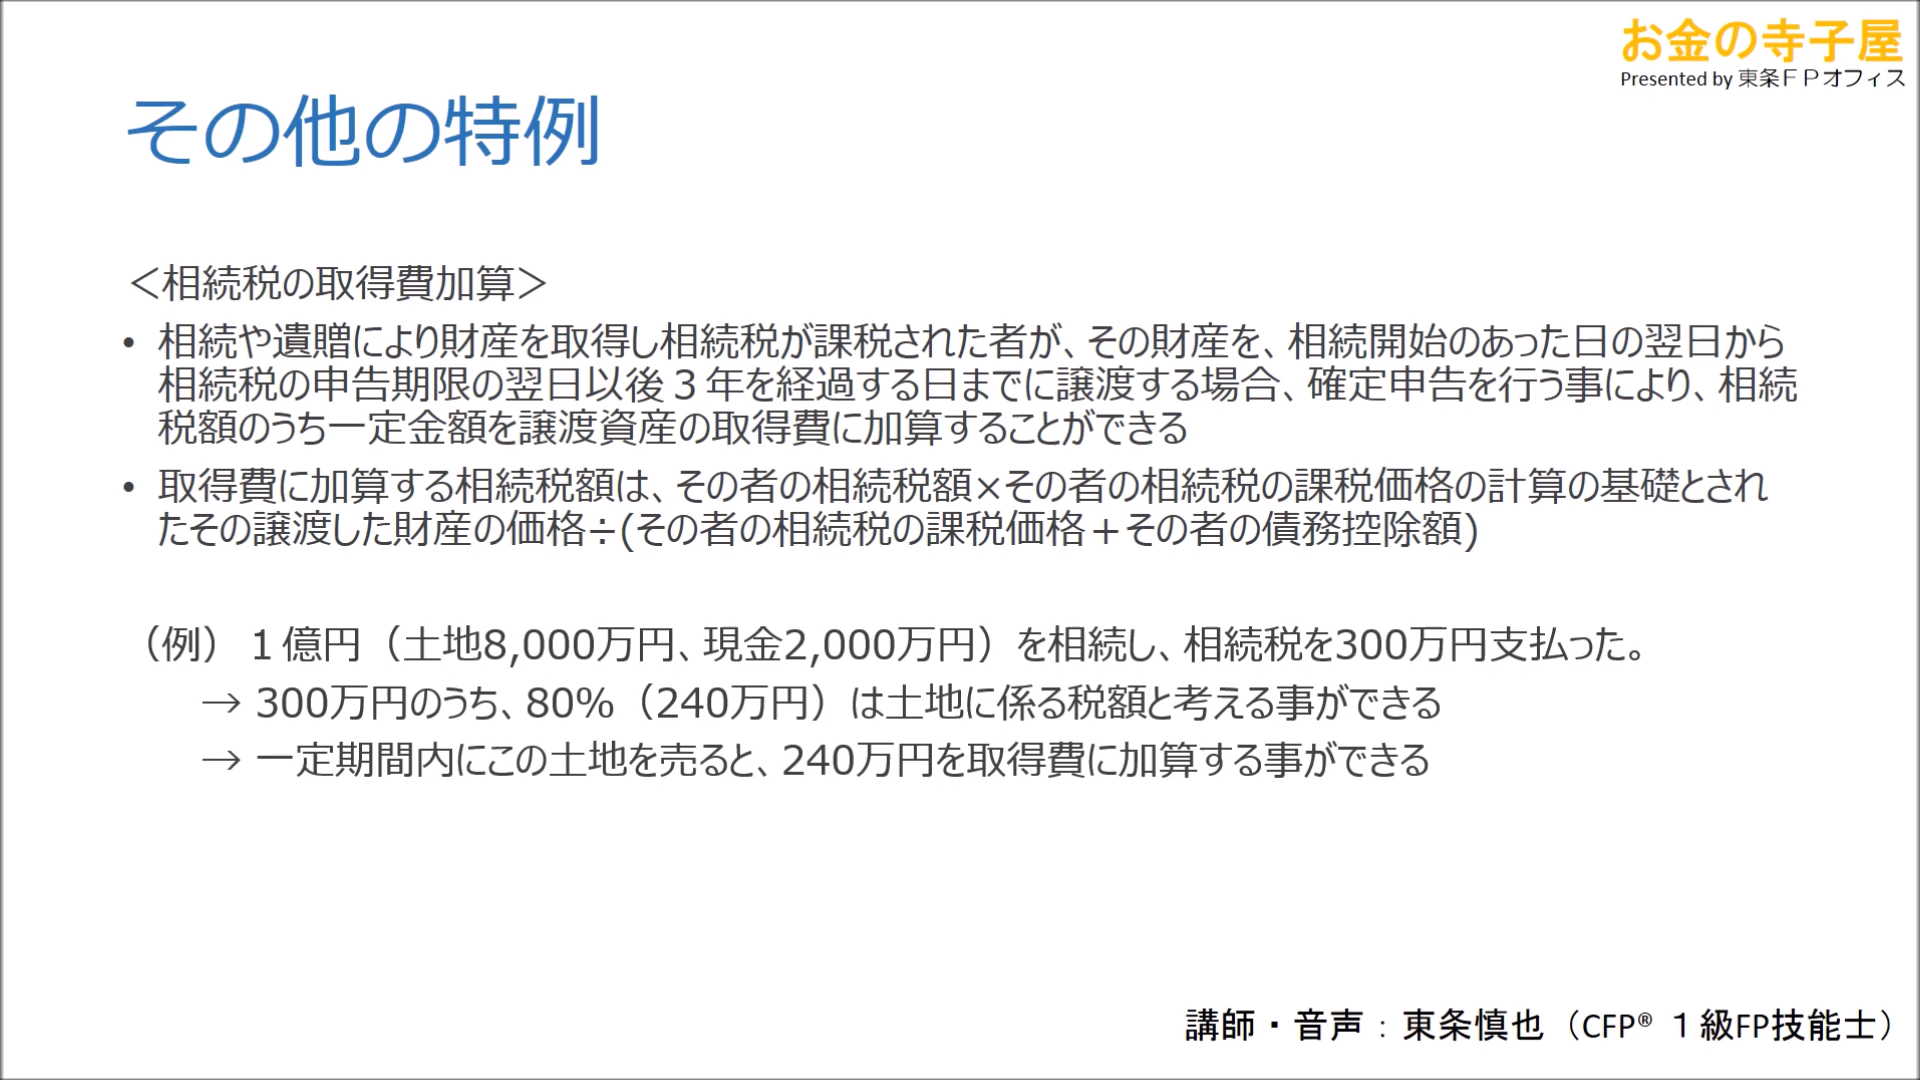 お金の寺子屋
Presented by 東条ＦＰオフィス
その他の特例
＜相続税の取得費加算＞
• 相続や遺贈により財産を取得し相続税が課税された者が、その財産を、相続開始のあった日の翌日から
相続税の申告期限の翌日以後３年を経過する日までに譲渡する場合、確定申告を行う事により、相続
税額のうち一定金額を譲渡資産の取得費に加算することができる
• 取得費に加算する相続税額は、その者の相続税額×その者の相続税の課税価格の計算の基礎とされ
たその譲渡した財産の価格÷(その者の相続税の課税価格＋その者の債務控除額)
（例）１億円（土地8,000万円、現金2,000万円）を相続し、相続税を300万円支払った。
→ 300万円のうち、80%（240万円）は土地に係る税額と考える事ができる
→ 一定期間内にこの土地を売ると、240万円を取得費に加算する事ができる
講師・音声：東条慎也（CFP® １級FP技能士）